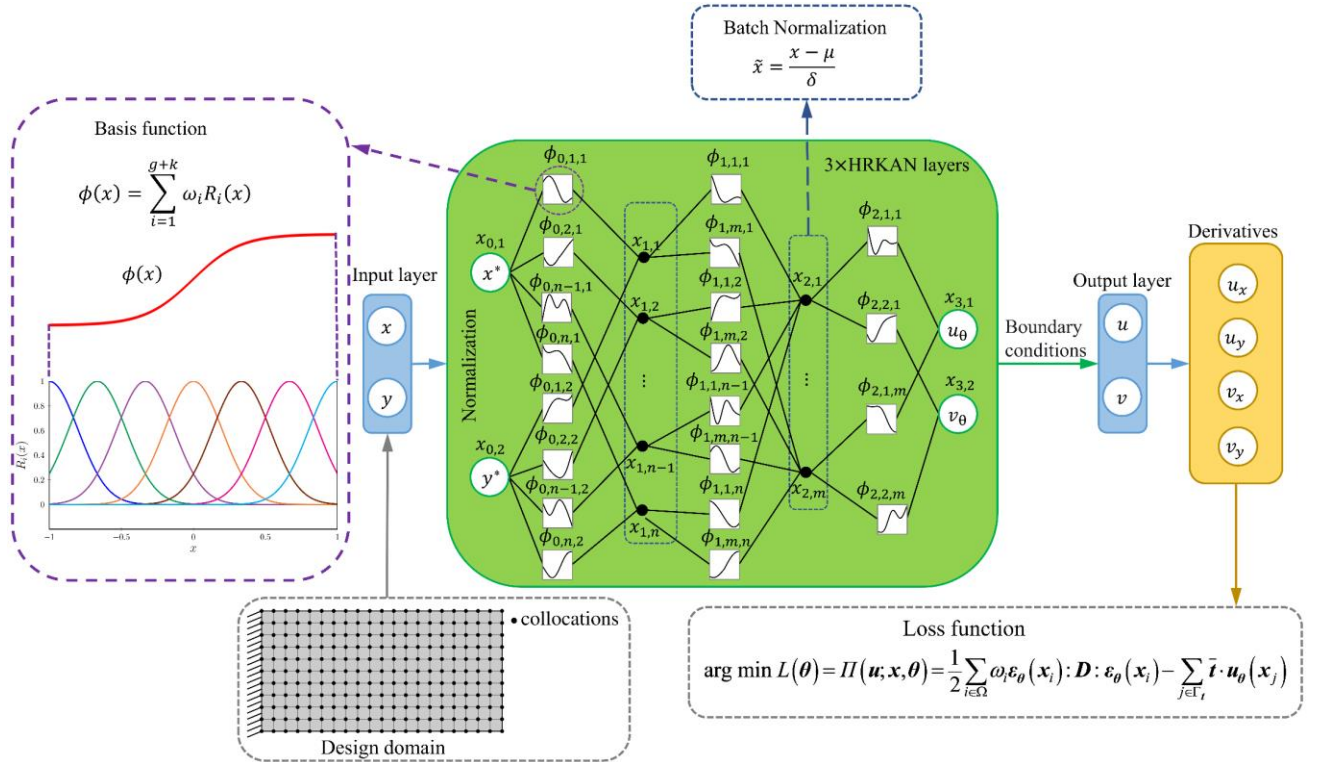 Batch Normalization
x̃ = (x − μ)/δ
Basis function
ϕ(x) = ∑_{i=1}^{g+k} ω_i R_i(x)
ϕ(x)
R_i(x)
1
0.8
0.6
0.4
0.2
0
-1
-0.5
0
0.5
1
x
Input layer
x
y
3×HRKAN layers
Normalization
x_{0,1}
x*
x_{0,2}
y*
ϕ_{0,1,1}
ϕ_{0,2,1}
ϕ_{0,n−1,1}
ϕ_{0,n,1}
ϕ_{0,1,2}
ϕ_{0,2,2}
ϕ_{0,n−1,2}
ϕ_{0,n,2}
x_{1,1}
x_{1,2}
⋮
x_{1,n−1}
x_{1,n}
ϕ_{1,1,1}
ϕ_{1,m,1}
ϕ_{1,1,2}
ϕ_{1,m,2}
ϕ_{1,1,n−1}
ϕ_{1,m,n−1}
ϕ_{1,1,n}
ϕ_{1,m,n}
x_{2,1}
⋮
x_{2,m}
ϕ_{2,1,1}
ϕ_{2,2,1}
ϕ_{2,1,m}
ϕ_{2,2,m}
x_{3,1}
u_θ
x_{3,2}
v_θ
Boundary
conditions
Output layer
u
v
Derivatives
u_x
u_y
v_x
v_y
• collocations
Design domain
Loss function
arg min L(θ) = Π(u; x, θ) = 1/2 ∑_{i∈Ω} ω_i ε_θ(x_i) : D : ε_θ(x_i) − ∑_{j∈Γ_t} t̄ · u_θ(x_j)